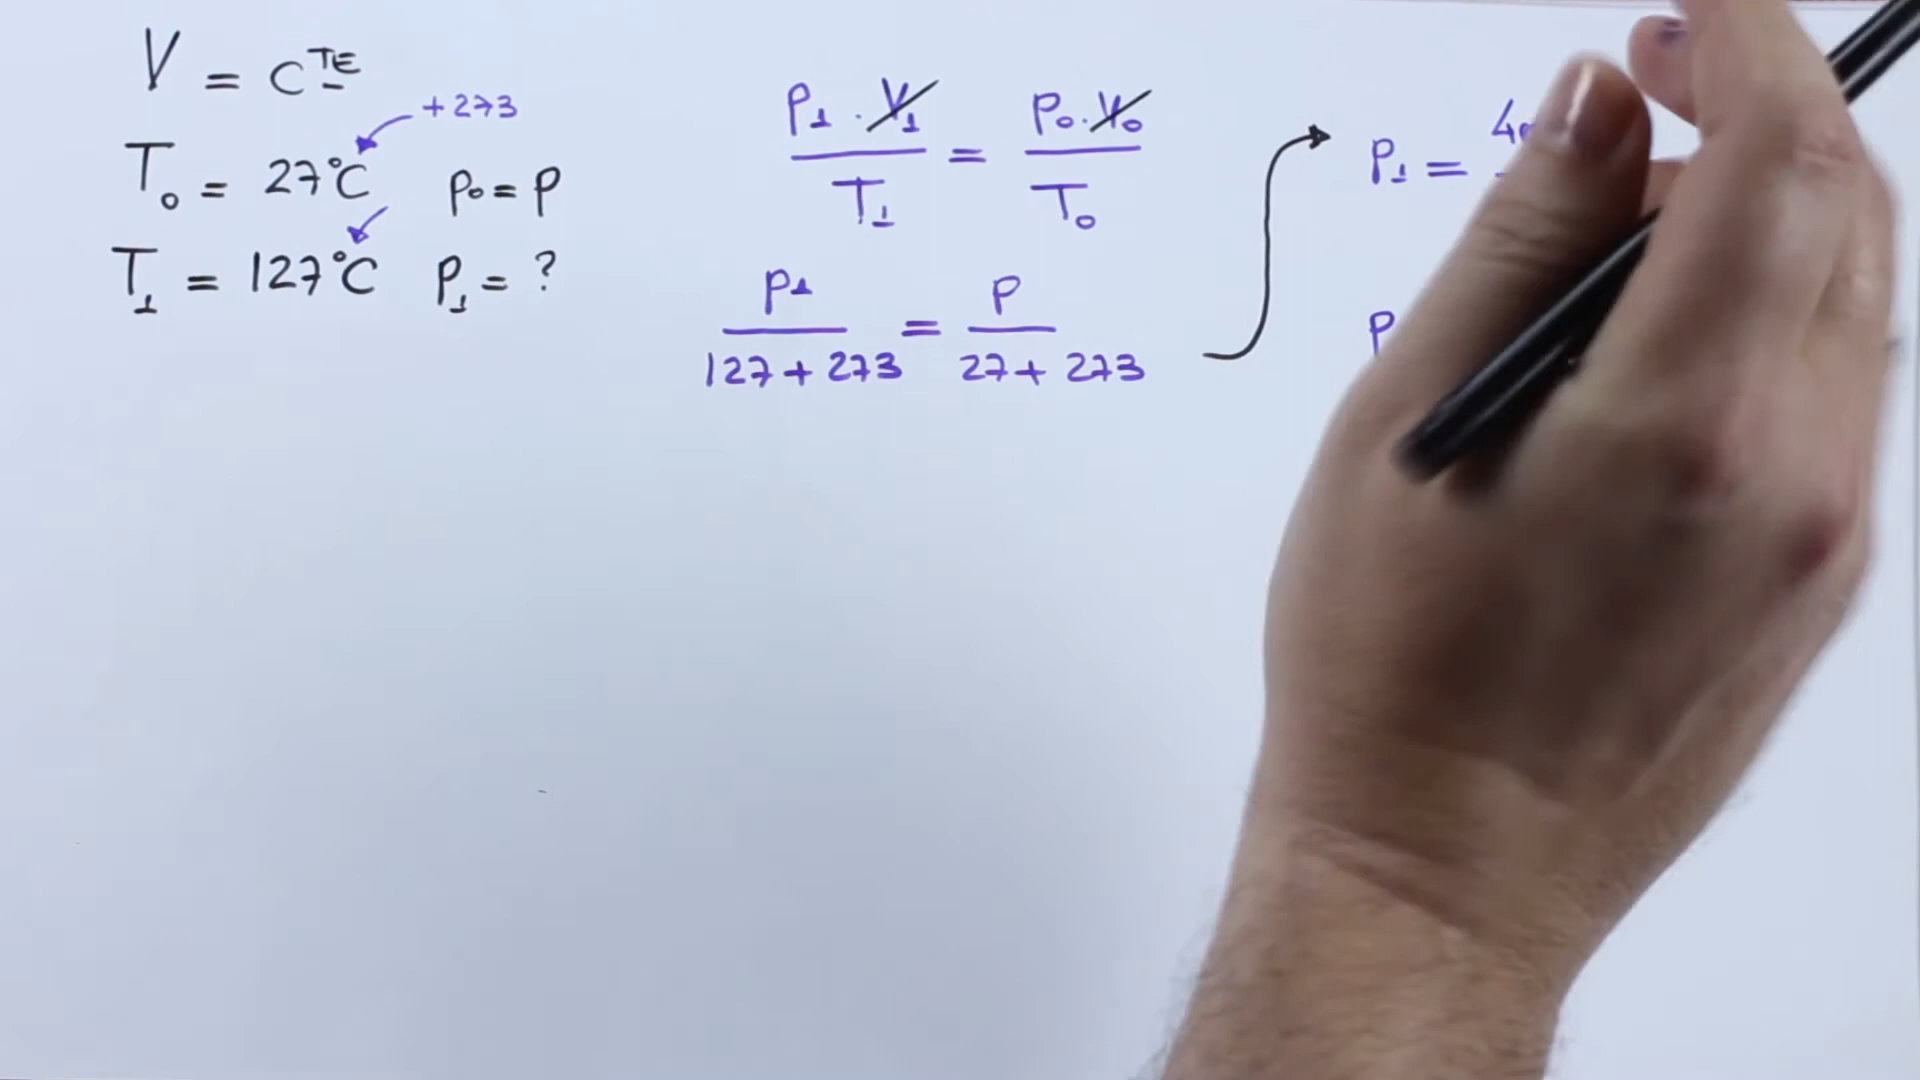 V = CTE
+273
T₀ = 27°C p₀ = p
T₁ = 127°C p₁ = ?
p₁ . V₁ / T₁ = p₀ . V₀ / T₀
p₁ / 127 + 273 = p / 27 + 273
p₁ =
p